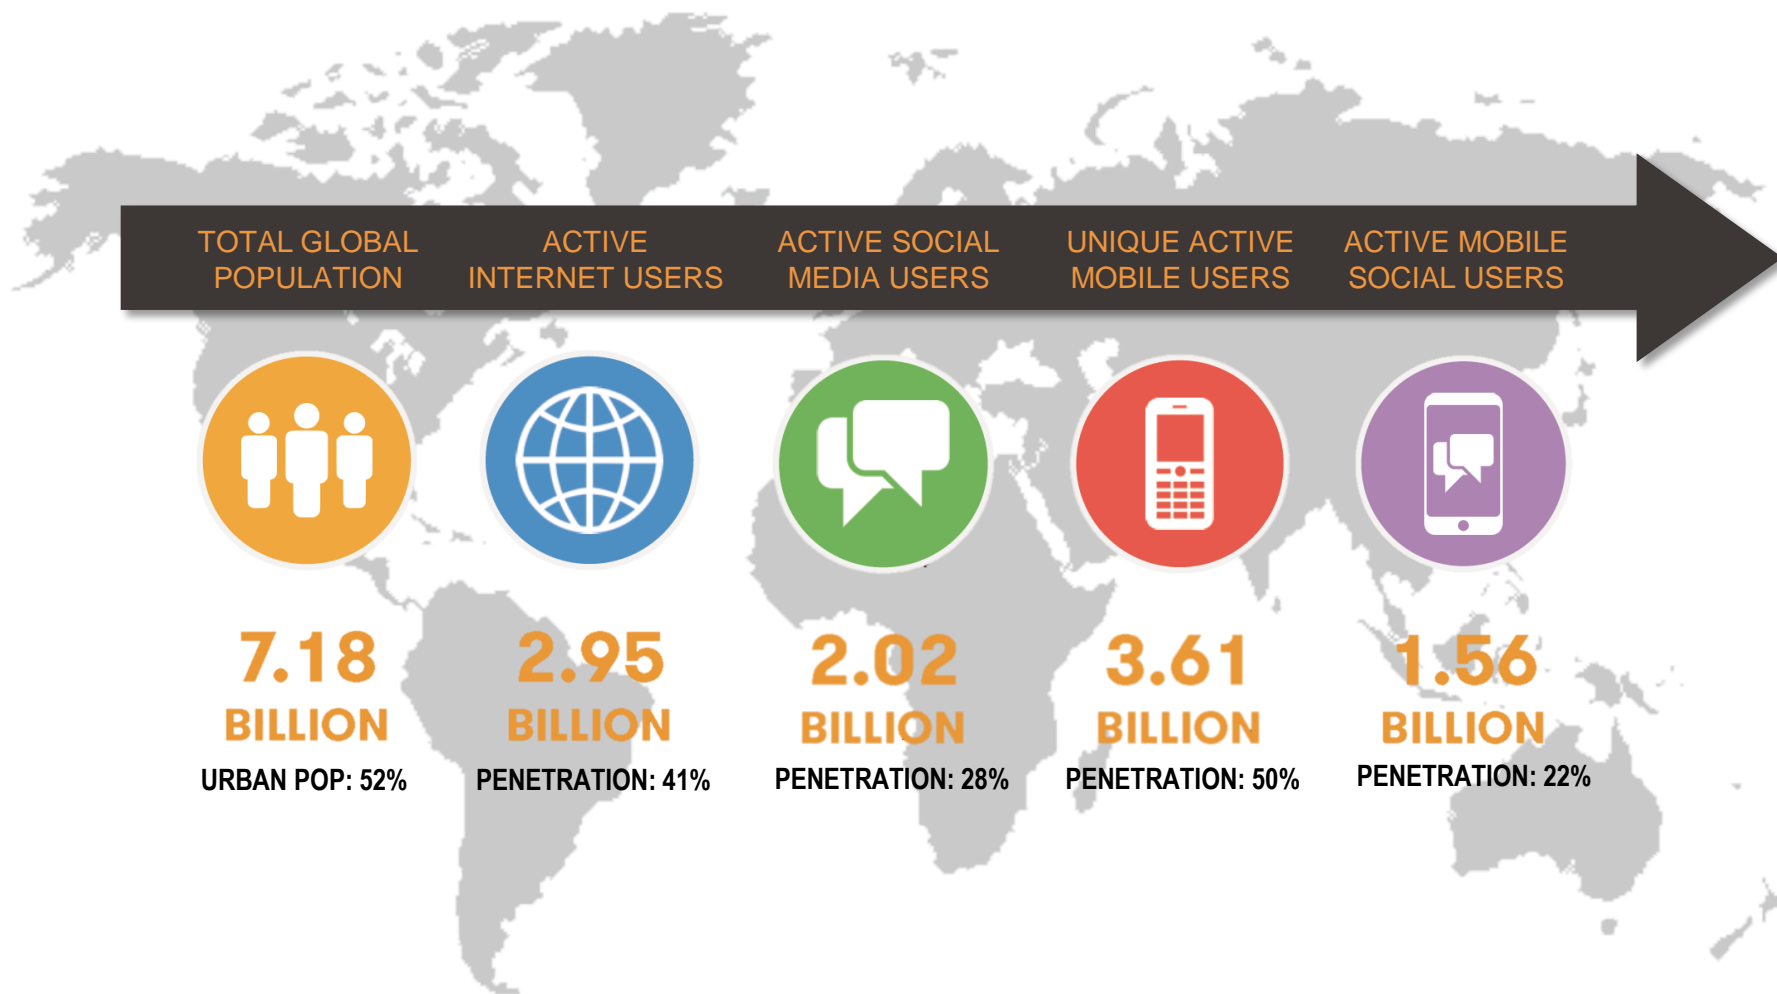 TOTAL GLOBAL
POPULATION
ACTIVE
INTERNET USERS
ACTIVE SOCIAL
MEDIA USERS
UNIQUE ACTIVE
MOBILE USERS
ACTIVE MOBILE
SOCIAL USERS
7.18
BILLION
URBAN POP: 52%
2.95
BILLION
PENETRATION: 41%
2.02
BILLION
PENETRATION: 28%
3.61
BILLION
PENETRATION: 50%
1.56
BILLION
PENETRATION: 22%